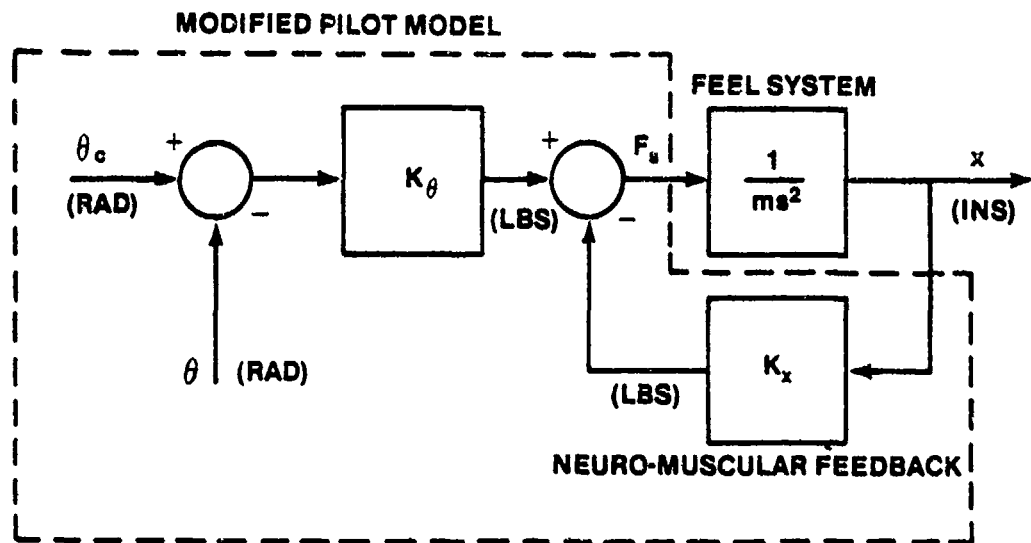 MODIFIED PILOT MODEL
FEEL SYSTEM
θc
(RAD)
+
−
Kθ
(LBS)
+
−
Fs
1
ms²
x
(INS)
θ (RAD)
(LBS)
Kx
NEURO-MUSCULAR FEEDBACK